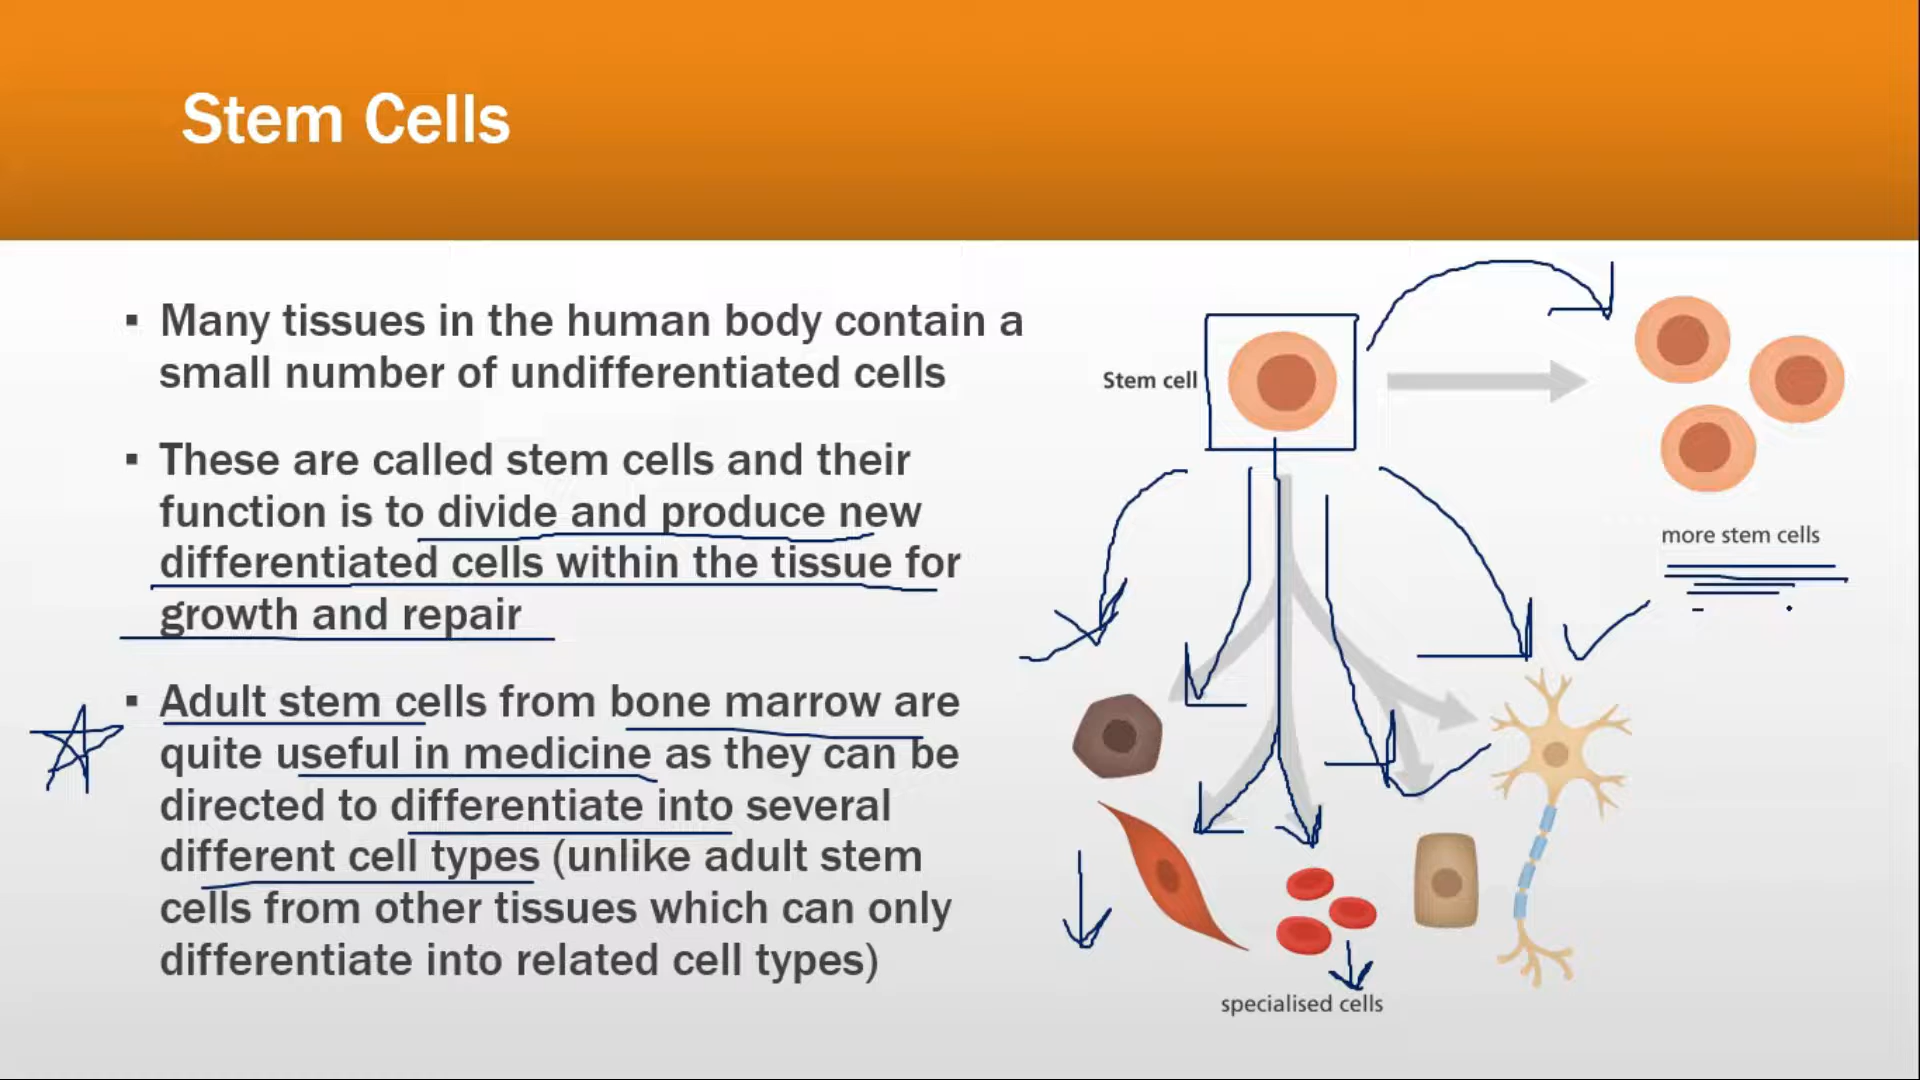 Stem Cells
▪ Many tissues in the human body contain a
small number of undifferentiated cells
▪ These are called stem cells and their
function is to divide and produce new
differentiated cells within the tissue for
growth and repair
▪ Adult stem cells from bone marrow are
quite useful in medicine as they can be
directed to differentiate into several
different cell types (unlike adult stem
cells from other tissues which can only
differentiate into related cell types)
Stem cell
more stem cells
specialised cells